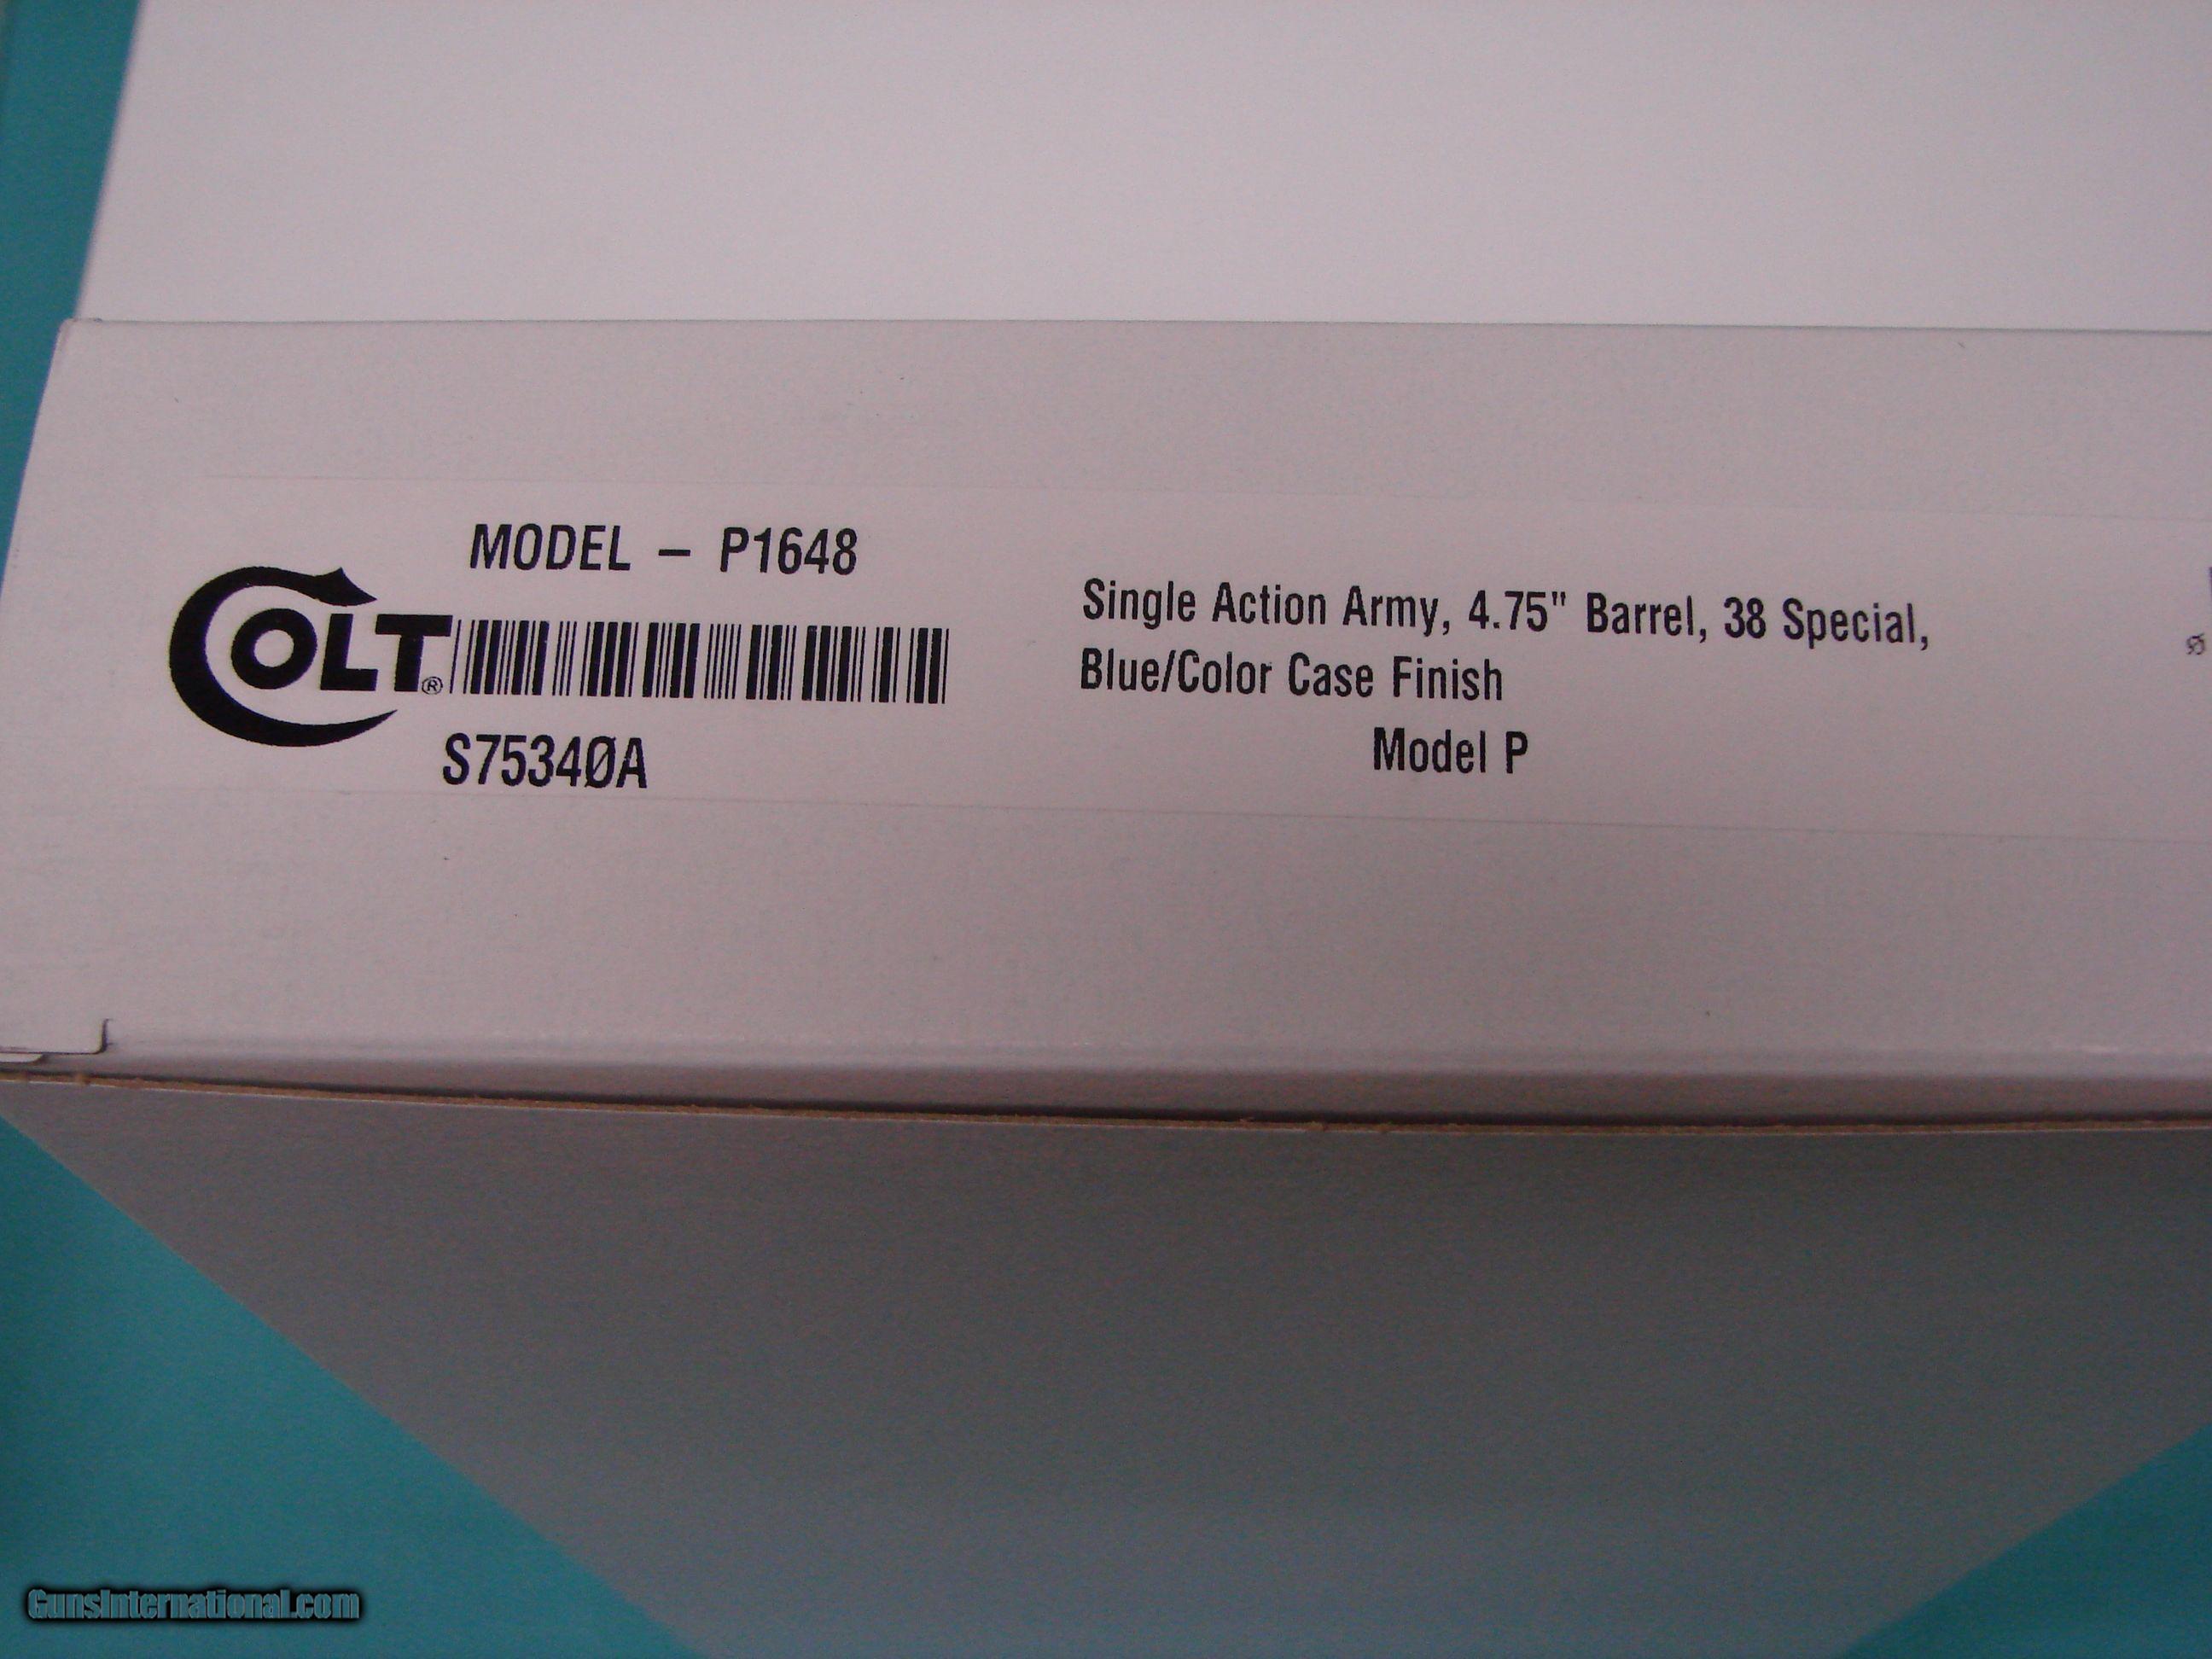 MODEL – P1648
COLT®
S75340A
Single Action Army, 4.75" Barrel, 38 Special,
Blue/Color Case Finish
Model P
GunsInternational.com